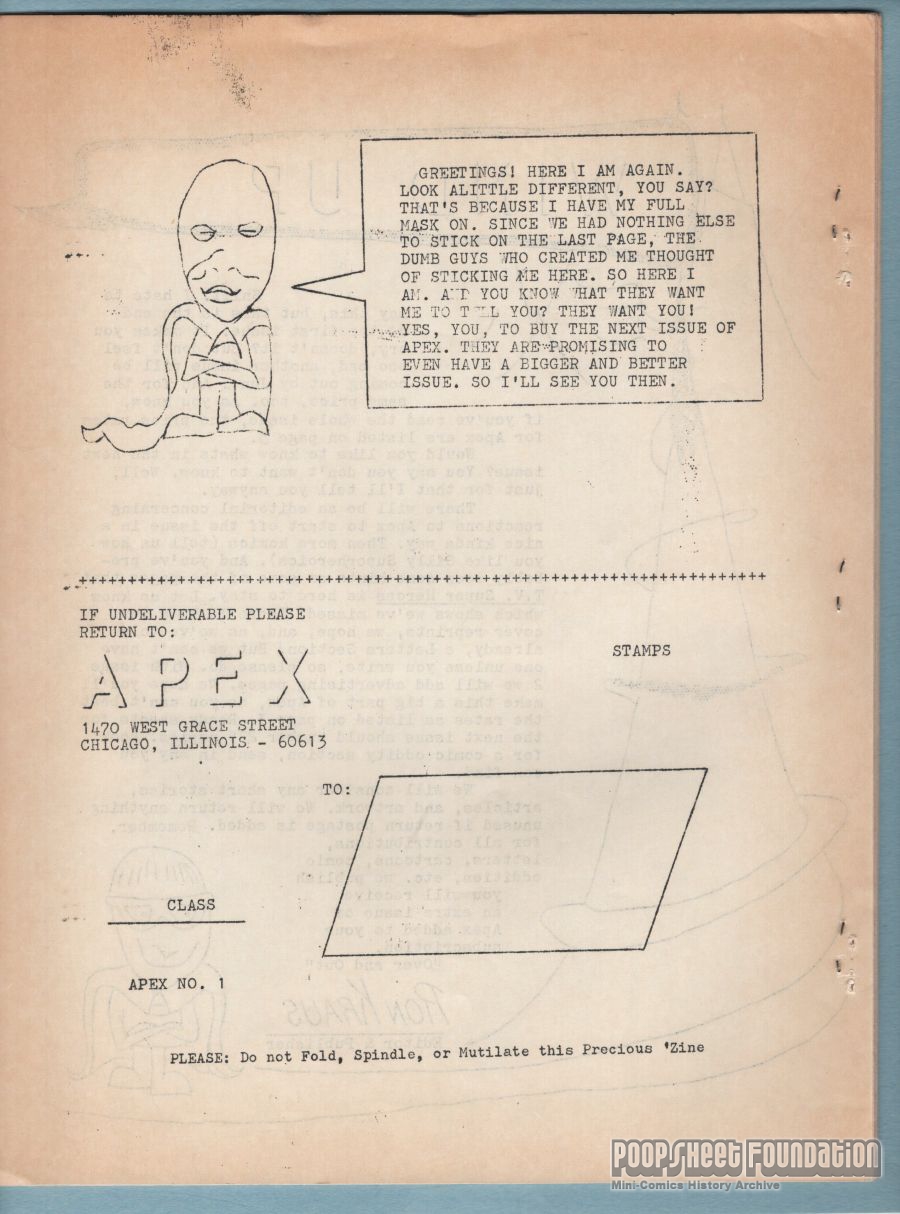 GREETINGS! HERE I AM AGAIN.
LOOK ALITTLE DIFFERENT, YOU SAY?
THAT'S BECAUSE I HAVE MY FULL
MASK ON. SINCE WE HAD NOTHING ELSE
TO STICK ON THE LAST PAGE, THE
DUMB GUYS WHO CREATED ME THOUGHT
OF STICKING ME HERE. SO HERE I
AM. AND YOU KNOW WHAT THEY WANT
ME TO TELL YOU? THEY WANT YOU!
YES, YOU, TO BUY THE NEXT ISSUE OF
APEX. THEY ARE PROMISING TO
EVEN HAVE A BIGGER AND BETTER
ISSUE. SO I'LL SEE YOU THEN.
++++++++++++++++++++++++++++++++++++++++++++++++++++++++++++++++++++++
IF UNDELIVERABLE PLEASE
RETURN TO:
APEX
1470 WEST GRACE STREET
CHICAGO, ILLINOIS - 60613
STAMPS
TO:
CLASS
APEX NO. 1
PLEASE: Do not Fold, Spindle, or Mutilate this Precious 'Zine
POOPSHEET FOUNDATION
Mini-Comics History Archive